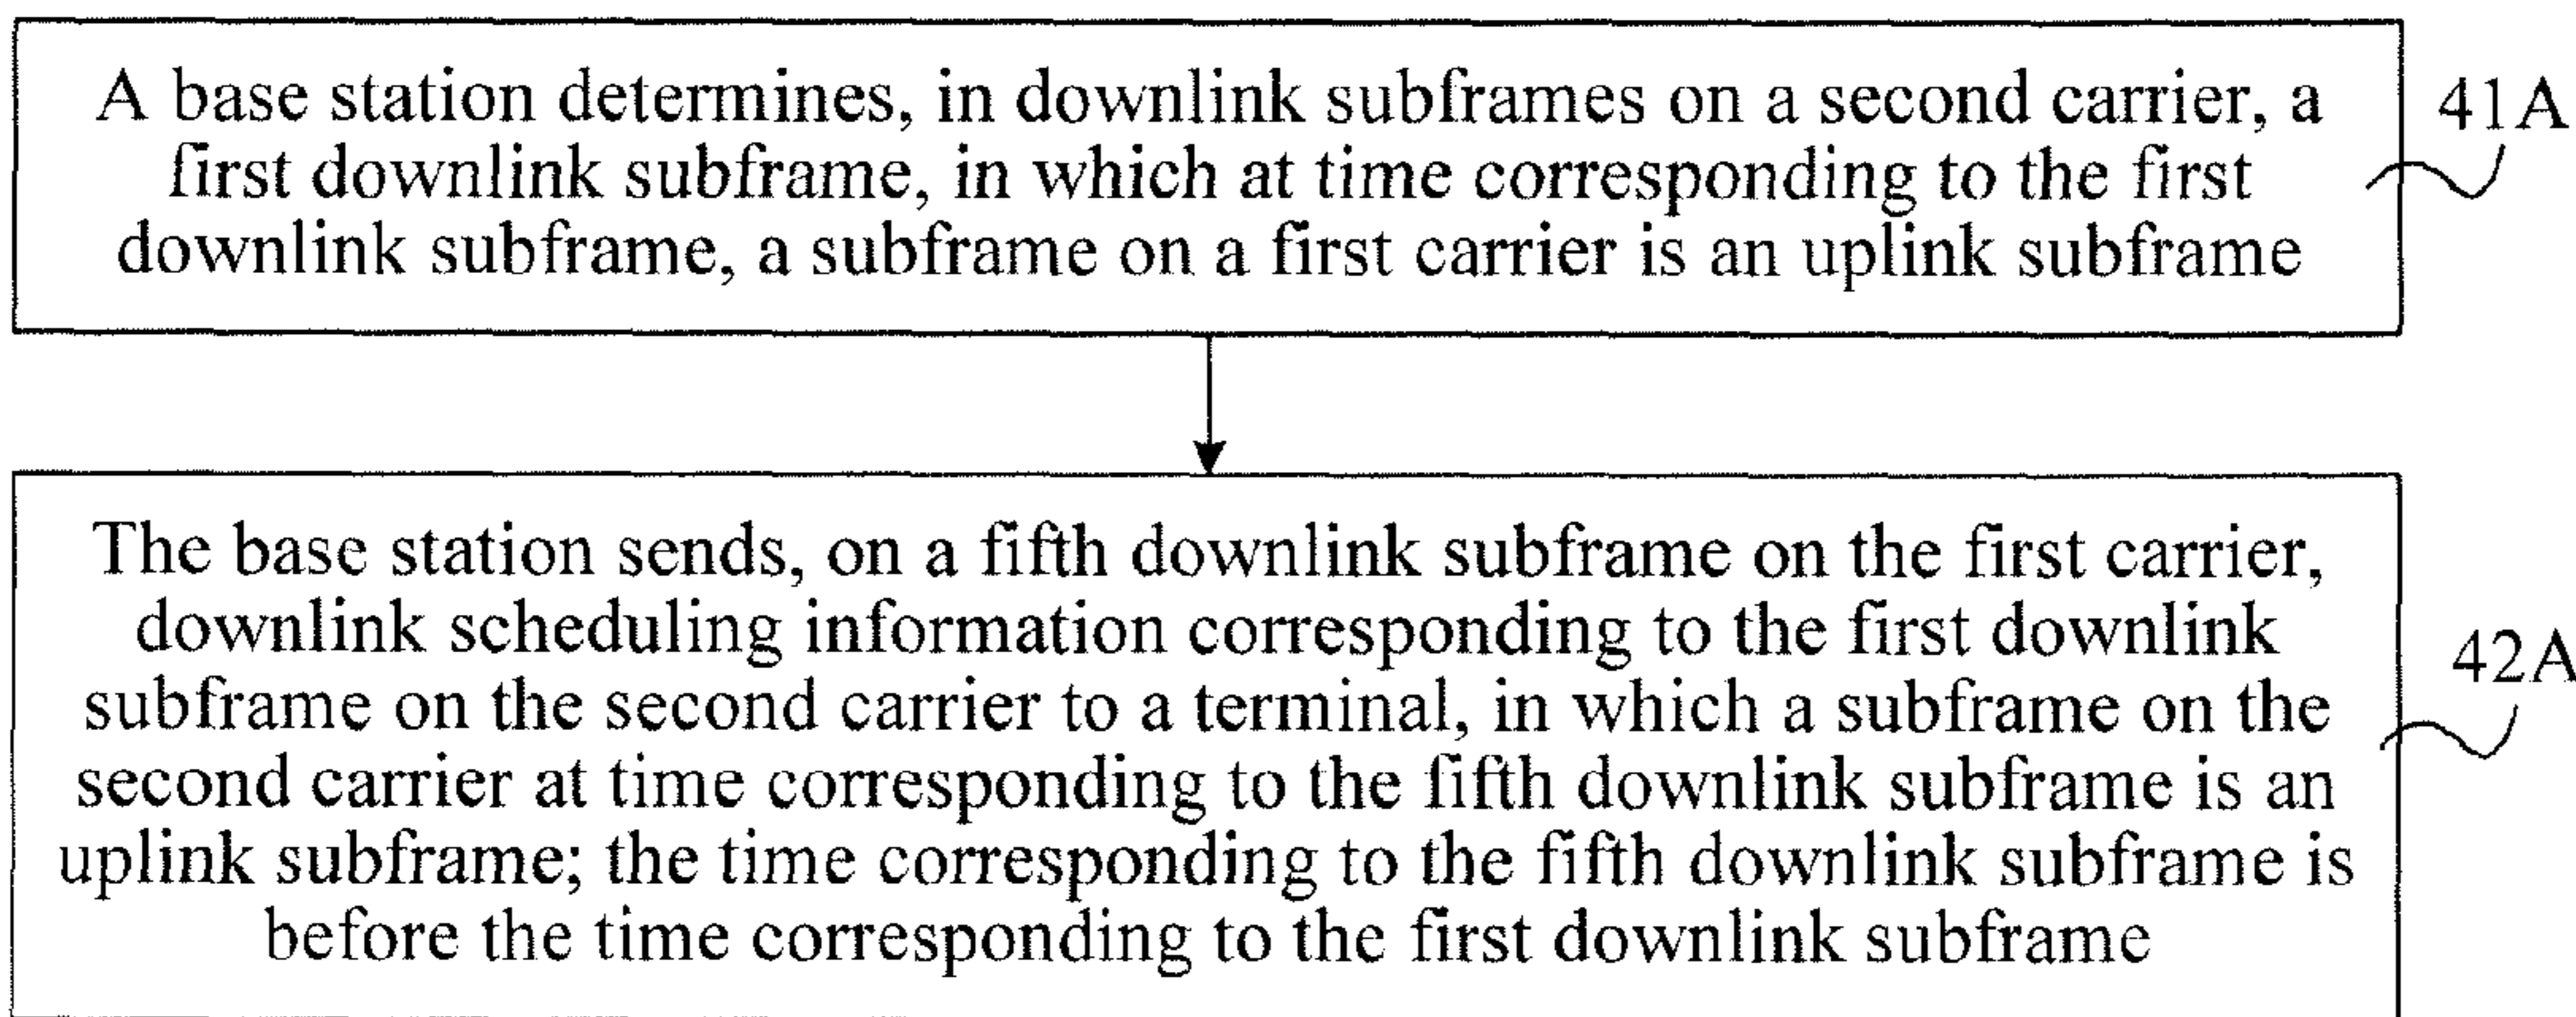 A base station determines, in downlink subframes on a second carrier, a
first downlink subframe, in which at time corresponding to the first
downlink subframe, a subframe on a first carrier is an uplink subframe
41A
The base station sends, on a fifth downlink subframe on the first carrier,
downlink scheduling information corresponding to the first downlink
subframe on the second carrier to a terminal, in which a subframe on the
second carrier at time corresponding to the fifth downlink subframe is an
uplink subframe; the time corresponding to the fifth downlink subframe is
before the time corresponding to the first downlink subframe
42A